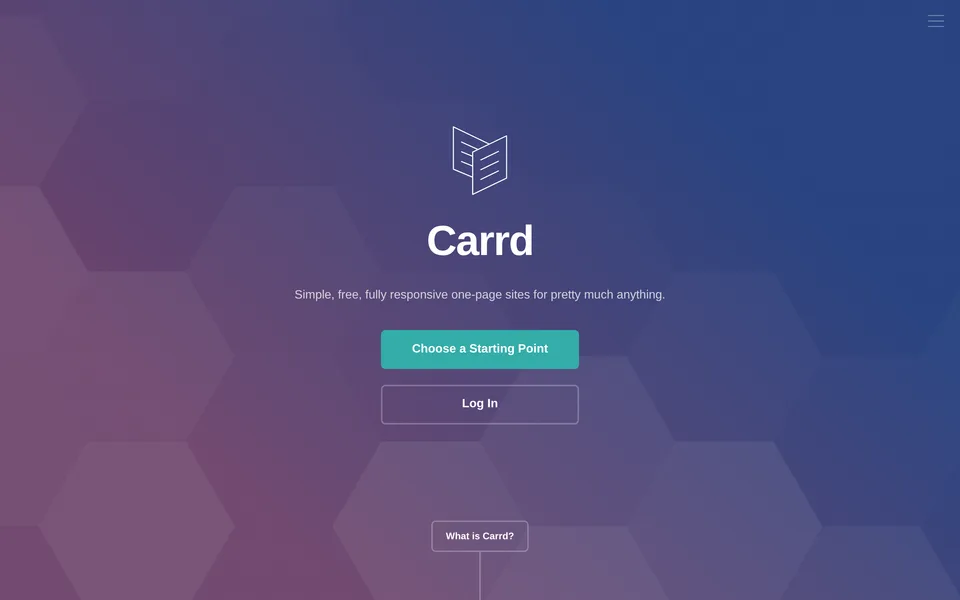 Carrd
Simple, free, fully responsive one-page sites for pretty much anything.
Choose a Starting Point
Log In
What is Carrd?